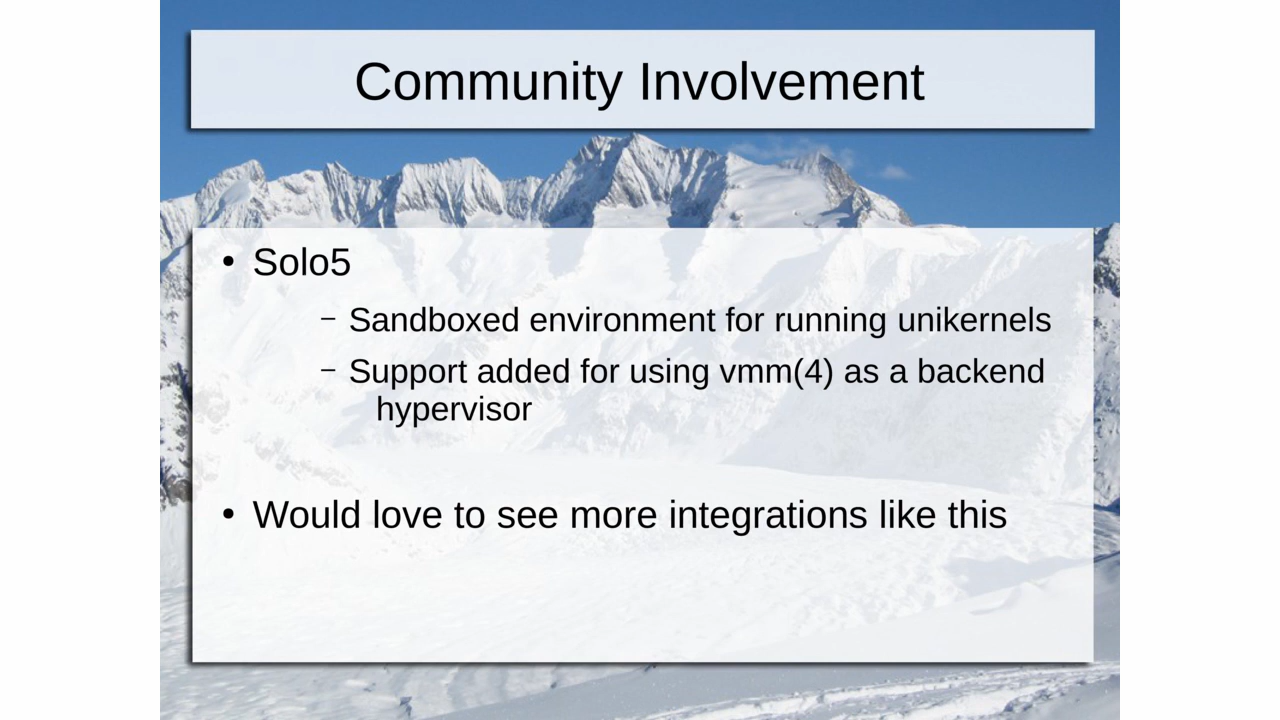 Community Involvement
● Solo5
– Sandboxed environment for running unikernels
– Support added for using vmm(4) as a backend
hypervisor
● Would love to see more integrations like this